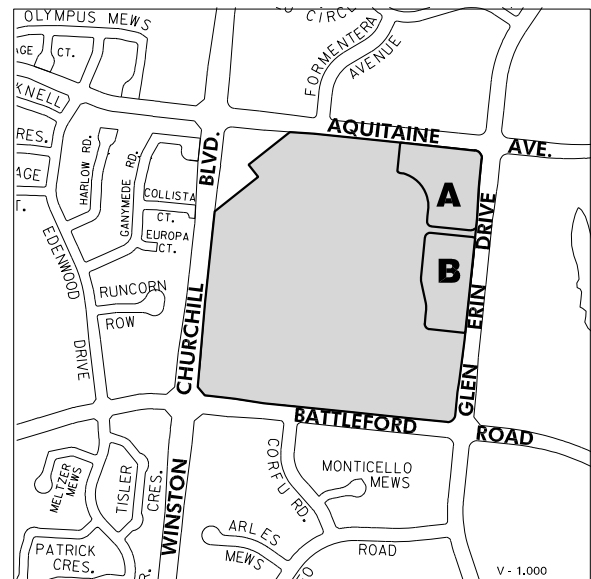 OLYMPUS MEWS
CIRCL
AGE CT.
FORMENTERA
AVENUE
KNELL
RES.
AGE
T.
HARLOW RD.
GANYMEDE RD.
COLLISTA
CT.
EUROPA
CT.
BLVD.
AQUITAINE
AVE.
A
B
EDENWOOD
DRIVE
RUNCORN
ROW
CHURCHILL
GLEN ERIN DRIVE
BATTLEFORD
ROAD
WINSTON
MELTZER
MEWS
TISLER
CRES.
CORFU RD.
MONTICELLO
MEWS
ARLES
MEWS
ROAD
PATRICK
CRES.
R.
V - 1.000